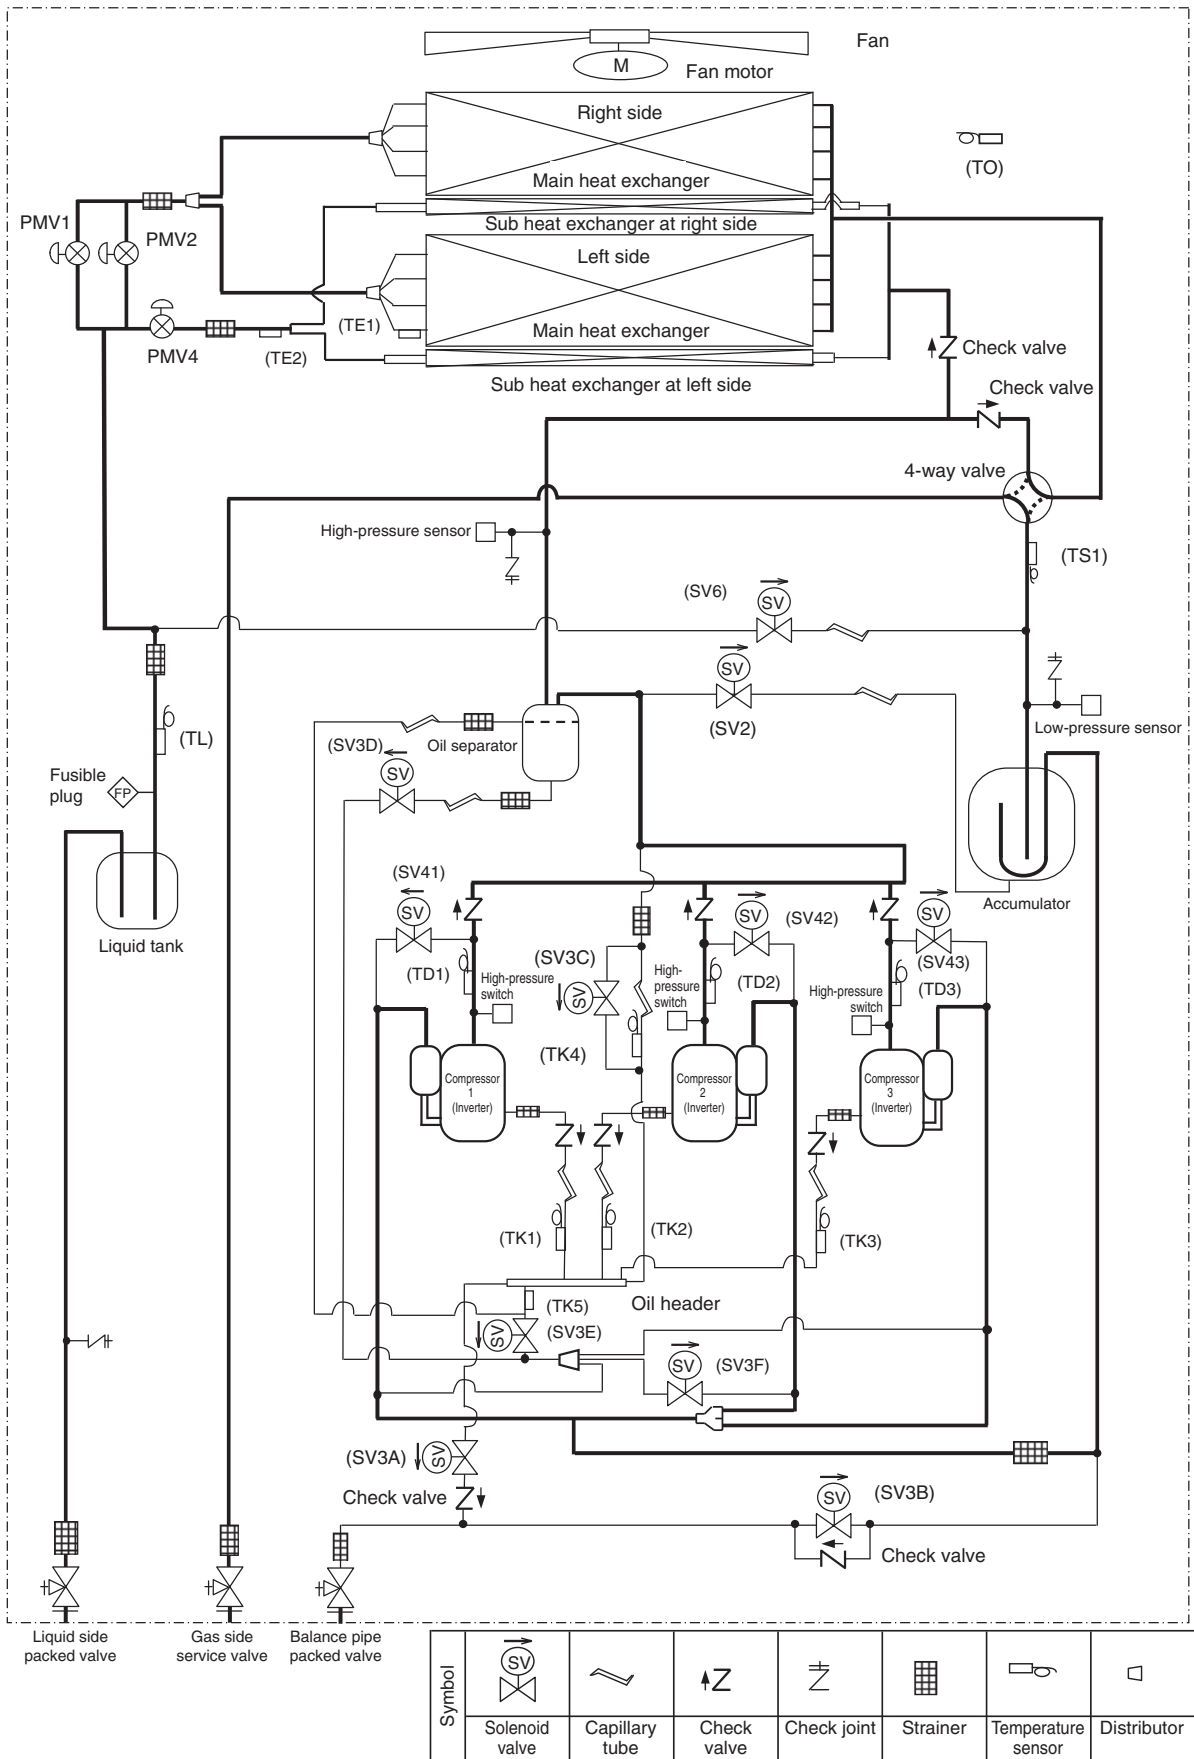 Fan
M
Fan motor
Right side
Main heat exchanger
(TO)
Sub heat exchanger at right side
PMV1
PMV2
Left side
Main heat exchanger
(TE1)
(TE2)
PMV4
Sub heat exchanger at left side
Check valve
Check valve
4-way valve
High-pressure sensor
(TS1)
(SV6)
SV
SV
(SV2)
(TL)
Low-pressure sensor
(SV3D)
Oil separator
SV
Fusible
plug
FP
(SV41)
SV
Accumulator
Liquid tank
SV
(SV42)
SV
(SV43)
(SV3C)
SV
(TD1)
High-pressure
switch
High-
pressure
switch
(TD2)
High-pressure
switch
(TD3)
(TK4)
Compressor
1
(Inverter)
Compressor
2
(Inverter)
Compressor
3
(Inverter)
(TK1)
(TK2)
(TK3)
(TK5)
Oil header
SV
(SV3E)
SV
(SV3F)
(SV3A)
SV
Check valve
SV
(SV3B)
Check valve
Liquid side
packed valve
Gas side
service valve
Balance pipe
packed valve
Symbol
SV
Solenoid
valve
Capillary
tube
Check
valve
Check joint
Strainer
Temperature
sensor
Distributor